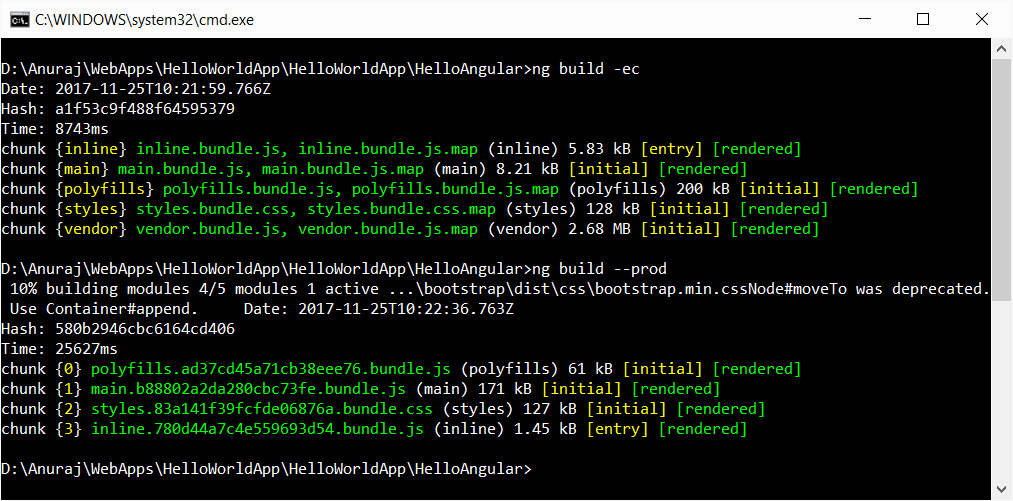 C:\WINDOWS\system32\cmd.exe
D:\Anuraj\WebApps\HelloWorldApp\HelloWorldApp\HelloAngular>ng build -ec
Date: 2017-11-25T10:21:59.766Z
Hash: a1f53c9f488f64595379
Time: 8743ms
chunk {inline} inline.bundle.js, inline.bundle.js.map (inline) 5.83 kB [entry] [rendered]
chunk {main} main.bundle.js, main.bundle.js.map (main) 8.21 kB [initial] [rendered]
chunk {polyfills} polyfills.bundle.js, polyfills.bundle.js.map (polyfills) 200 kB [initial] [rendered]
chunk {styles} styles.bundle.css, styles.bundle.css.map (styles) 128 kB [initial] [rendered]
chunk {vendor} vendor.bundle.js, vendor.bundle.js.map (vendor) 2.68 MB [initial] [rendered]
D:\Anuraj\WebApps\HelloWorldApp\HelloWorldApp\HelloAngular>ng build --prod
 10% building modules 4/5 modules 1 active ...\bootstrap\dist\css\bootstrap.min.cssNode#moveTo was deprecated.
 Use Container#append.     Date: 2017-11-25T10:22:36.763Z
Hash: 580b2946cbc6164cd406
Time: 25627ms
chunk {0} polyfills.ad37cd45a71cb38eee76.bundle.js (polyfills) 61 kB [initial] [rendered]
chunk {1} main.b88802a2da280cbc73fe.bundle.js (main) 171 kB [initial] [rendered]
chunk {2} styles.83a141f39fcfde06876a.bundle.css (styles) 127 kB [initial] [rendered]
chunk {3} inline.780d44a7c4e559693d54.bundle.js (inline) 1.45 kB [entry] [rendered]
D:\Anuraj\WebApps\HelloWorldApp\HelloWorldApp\HelloAngular>